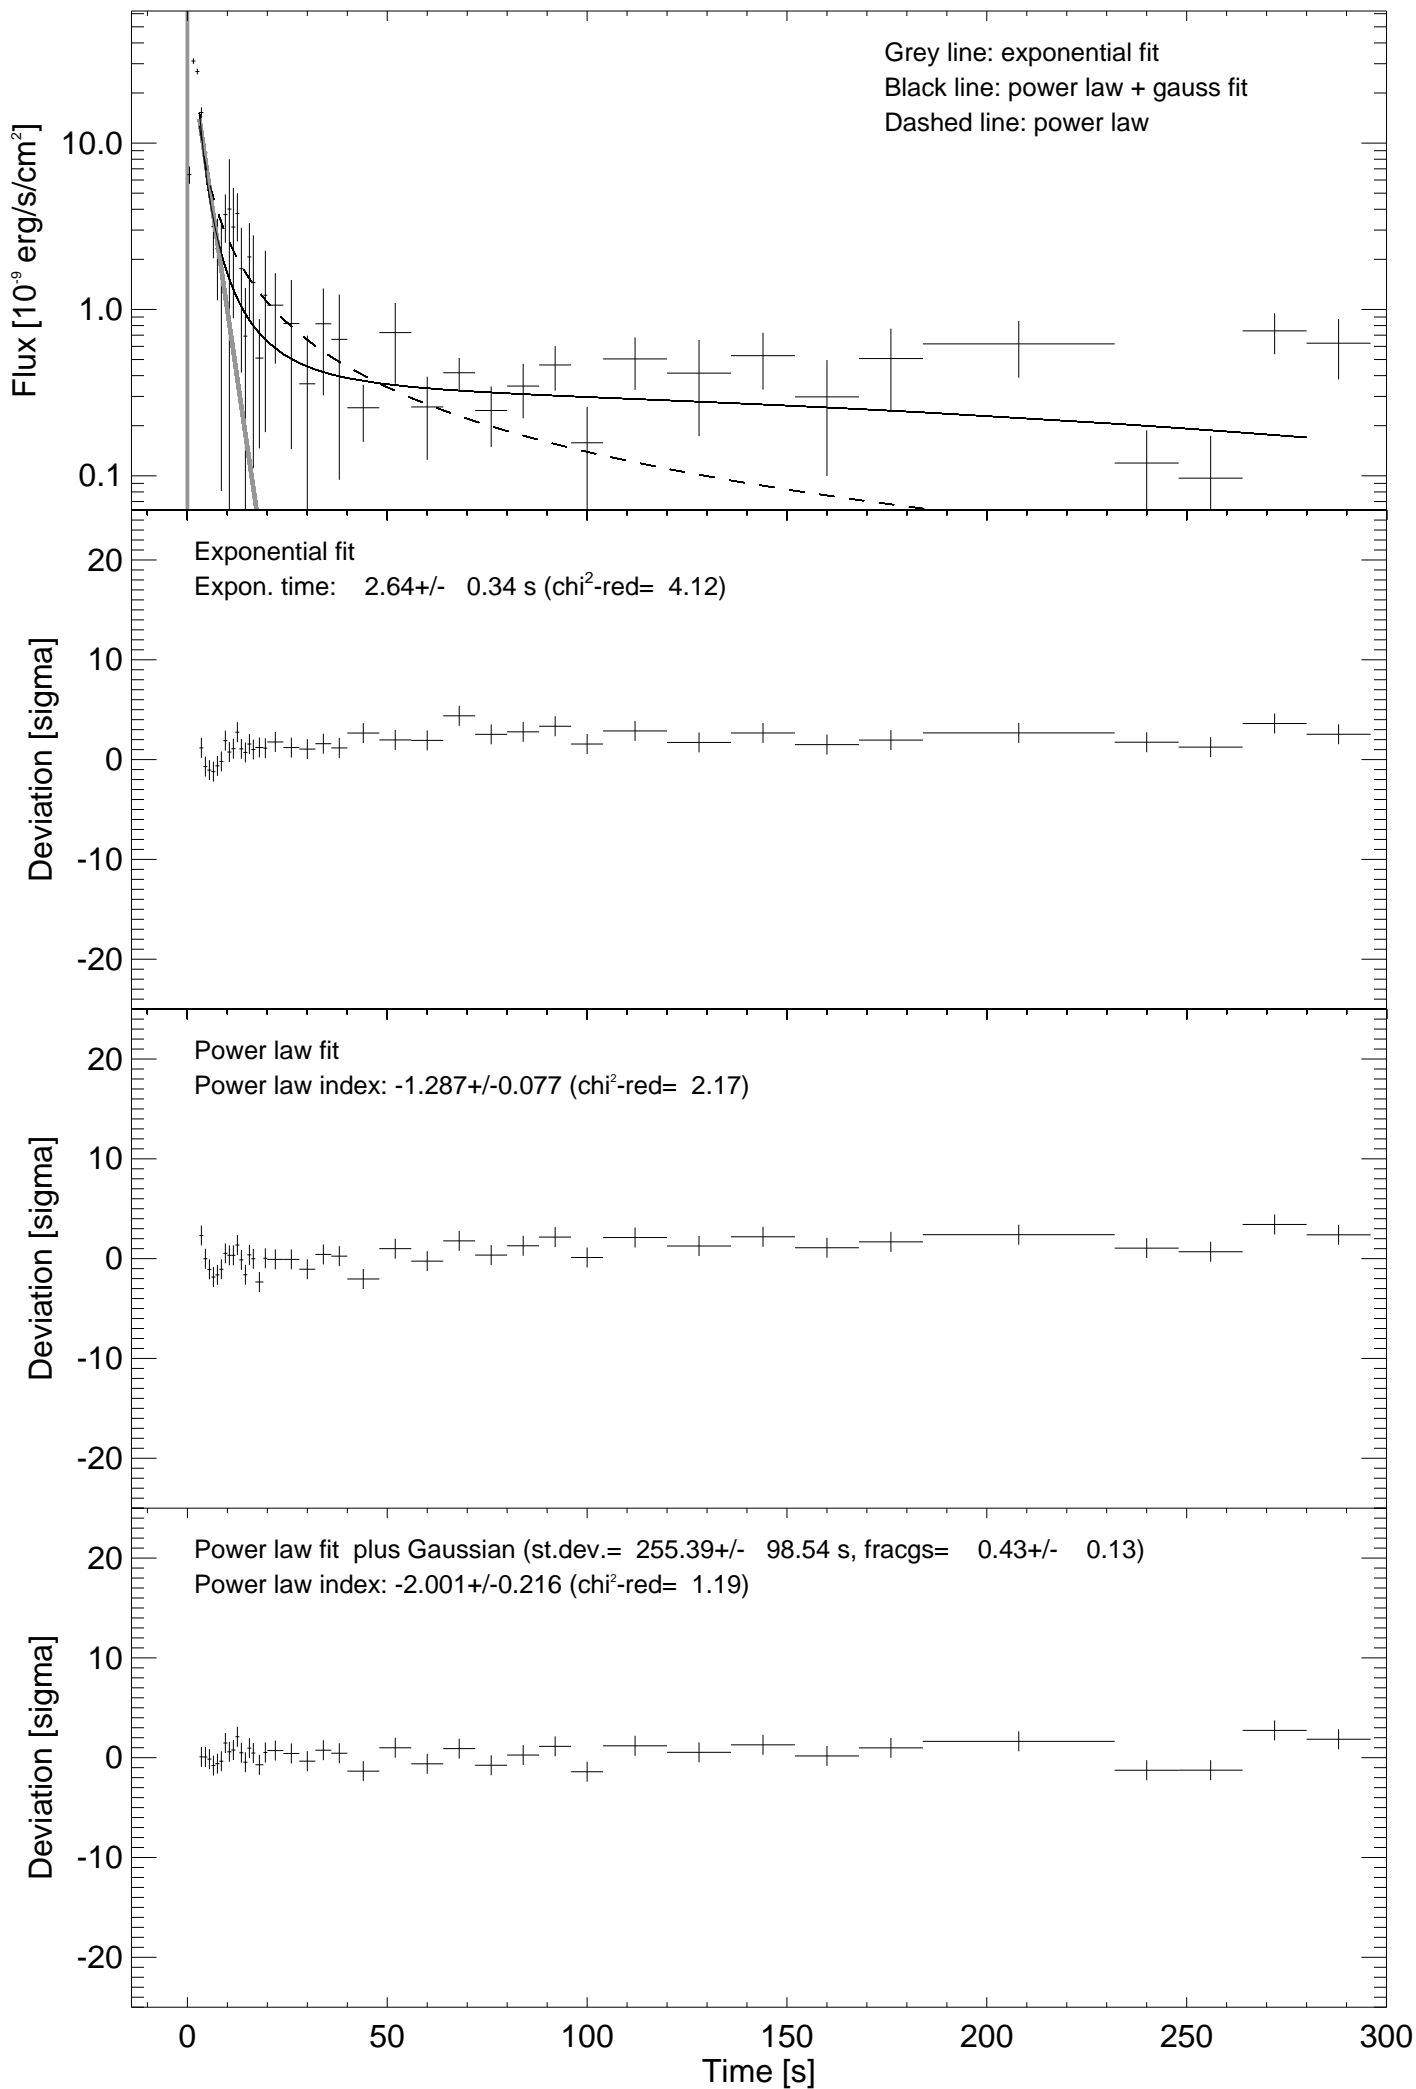 Grey line: exponential fit
Black line: power law + gauss fit
Dashed line: power law
Flux [10⁻⁹ erg/s/cm²]
10.0
1.0
0.1
Exponential fit
Expon. time: 2.64+/- 0.34 s (chi²-red= 4.12)
Deviation [sigma]
20
10
0
-10
-20
Power law fit
Power law index: -1.287+/-0.077 (chi²-red= 2.17)
Deviation [sigma]
20
10
0
-10
-20
Power law fit plus Gaussian (st.dev.= 255.39+/- 98.54 s, fracgs= 0.43+/- 0.13)
Power law index: -2.001+/-0.216 (chi²-red= 1.19)
Deviation [sigma]
20
10
0
-10
-20
0 50 100 150 200 250 300
Time [s]